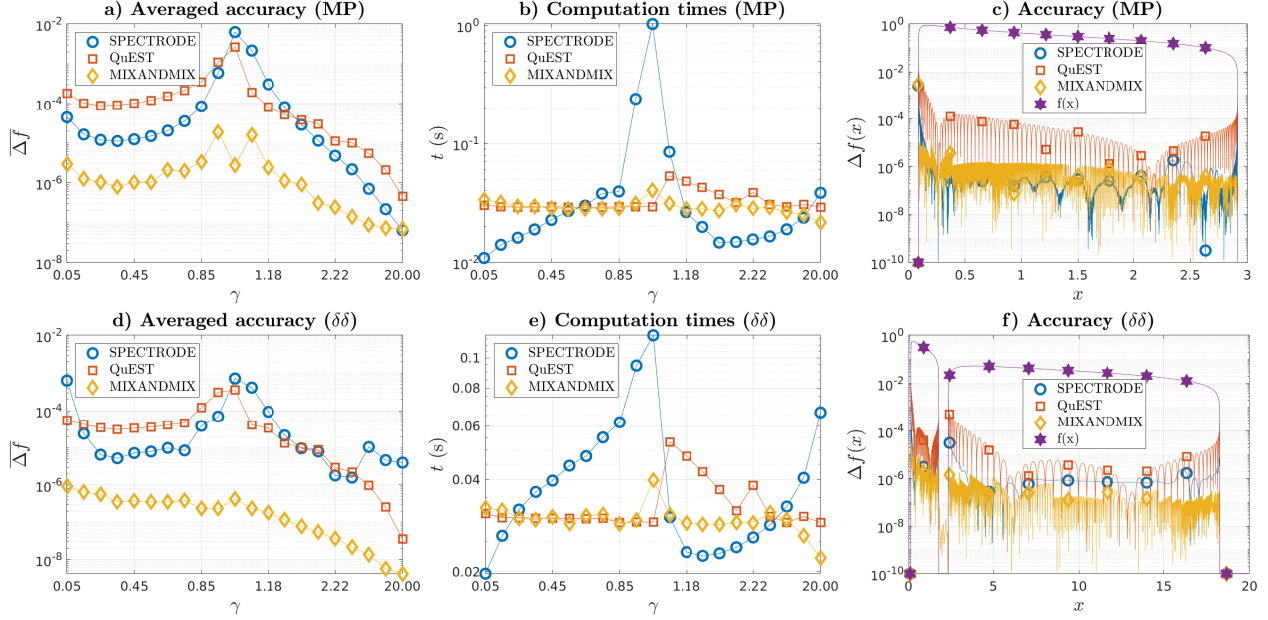 a) Averaged accuracy (MP)
10^-2
10^-4
10^-6
10^-8
\overline{Δf}
SPECTRODE
QuEST
MIXANDMIX
0.05 0.45 0.85 1.18 2.22 20.00
γ
b) Computation times (MP)
10^0
10^-1
10^-2
t (s)
SPECTRODE
QuEST
MIXANDMIX
0.05 0.45 0.85 1.18 2.22 20.00
γ
c) Accuracy (MP)
10^0
10^-2
10^-4
10^-6
10^-8
10^-10
Δf(x)
SPECTRODE
QuEST
MIXANDMIX
f(x)
0 0.5 1 1.5 2 2.5 3
x
d) Averaged accuracy (δδ)
10^-2
10^-4
10^-6
10^-8
\overline{Δf}
SPECTRODE
QuEST
MIXANDMIX
0.05 0.45 0.85 1.18 2.22 20.00
γ
e) Computation times (δδ)
0.1
0.08
0.06
0.04
0.02
t (s)
SPECTRODE
QuEST
MIXANDMIX
0.05 0.45 0.85 1.18 2.22 20.00
γ
f) Accuracy (δδ)
10^0
10^-2
10^-4
10^-6
10^-8
10^-10
Δf(x)
SPECTRODE
QuEST
MIXANDMIX
f(x)
0 5 10 15 20
x